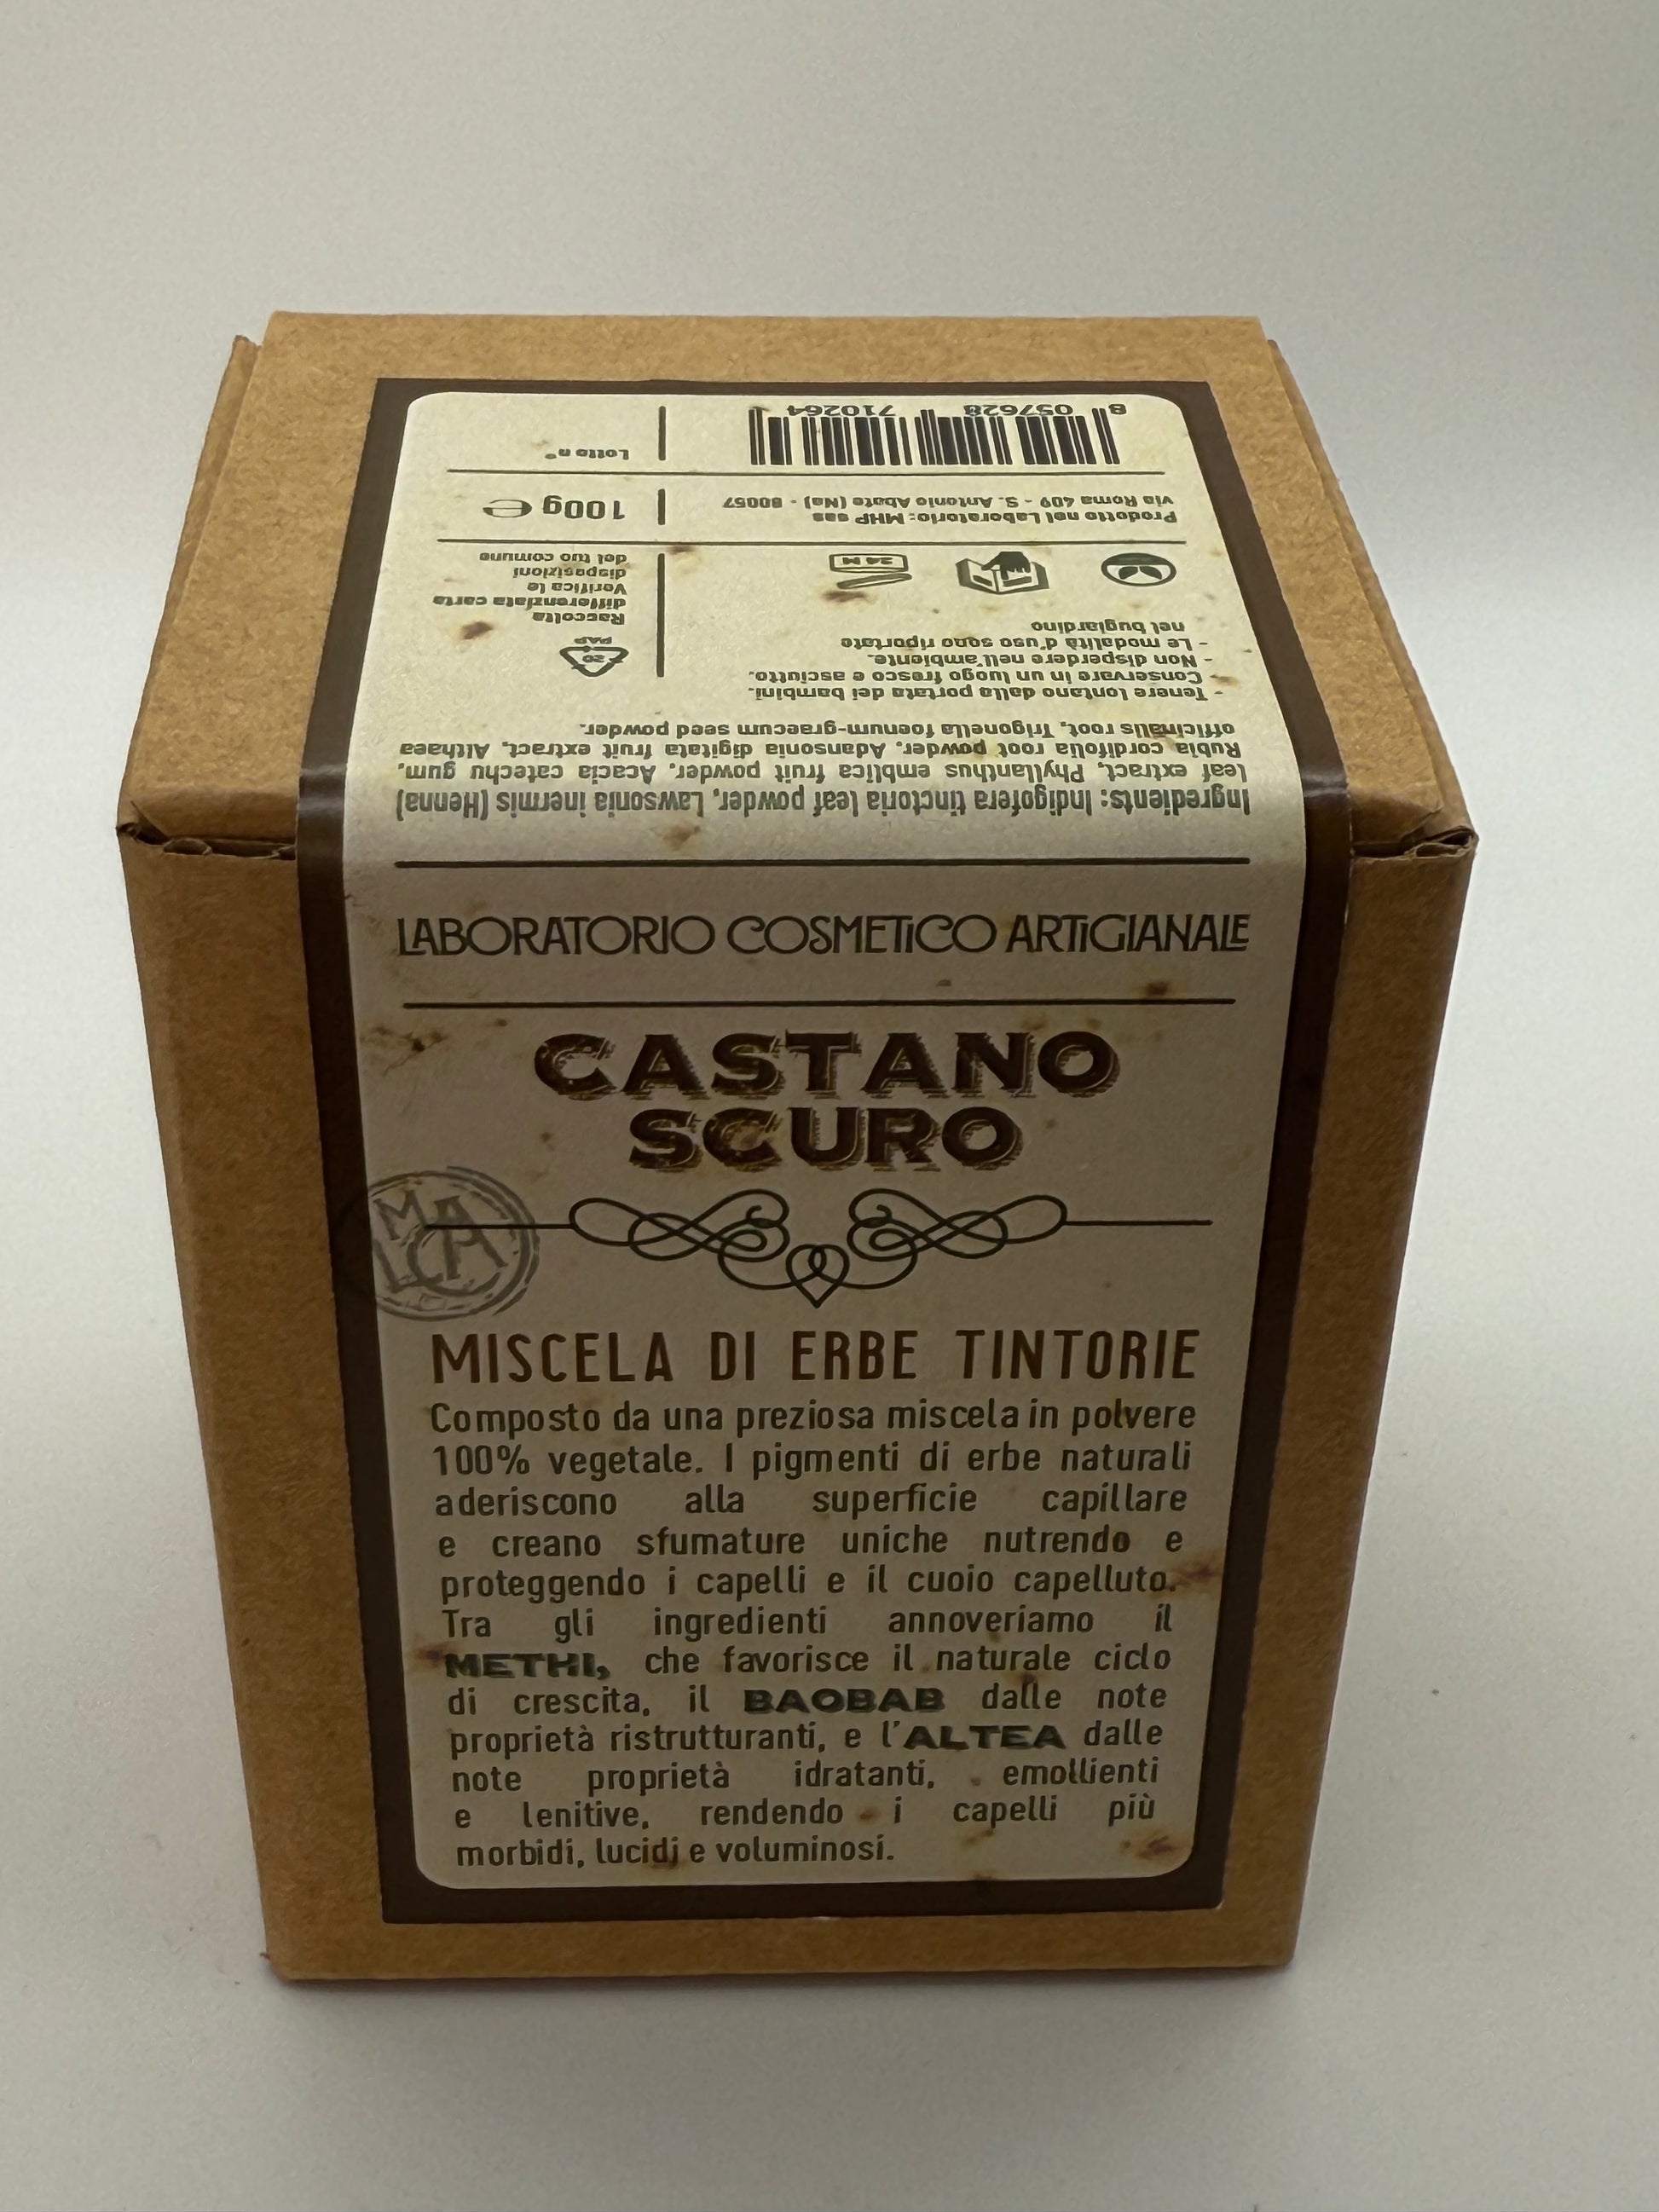 LABORATORIO COSMETICO ARTIGIANALE
CASTANO
SCURO
MALCA
MISCELA DI ERBE TINTORIE
Composto da una preziosa miscela in polvere
100% vegetale. I pigmenti di erbe naturali
aderiscono alla superficie capillare
e creano sfumature uniche nutrendo e
proteggendo i capelli e il cuoio capelluto.
Tra gli ingredienti annoveriamo il
METHI, che favorisce il naturale ciclo
di crescita, il BAOBAB dalle note
proprietà ristrutturanti, e l'ALTEA dalle
note proprietà idratanti, emollienti
e lenitive, rendendo i capelli più
morbidi, lucidi e voluminosi.
Ingredients: Indigofera tinctoria leaf powder, Lawsonia inermis (Henna)
leaf extract, Phyllanthus emblica fruit powder, Acacia catechu gum,
Rubia cordifolia root powder, Adansonia digitata fruit extract, Althaea
officinalis root, Trigonella foenum-graecum seed powder.
- Tenere lontano dalla portata dei bambini.
- Conservare in un luogo fresco e asciutto.
- Non disperdere nell'ambiente.
- Le modalità d'uso sono riportate
nel bugiardino
24 M
20
PAP
Raccolta
differenziata carta
Verifica le
disposizioni
del tuo comune
Prodotto nel Laboratorio: MHP sas
via Roma 409 - S. Antonio Abate (Na) - 80057
100g ℮
8 057628 710264
Lotto n°